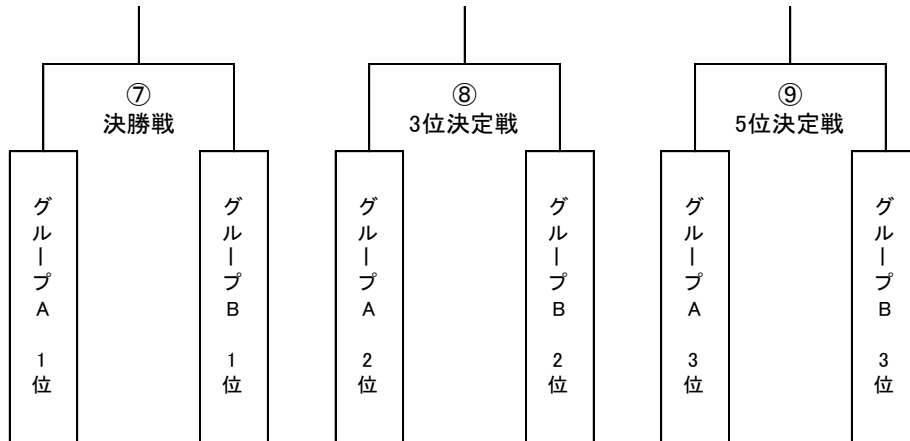 ⑦
決勝戦
⑧
3位決定戦
⑨
5位決定戦
グループA 1位
グループB 1位
グループA 2位
グループB 2位
グループA 3位
グループB 3位